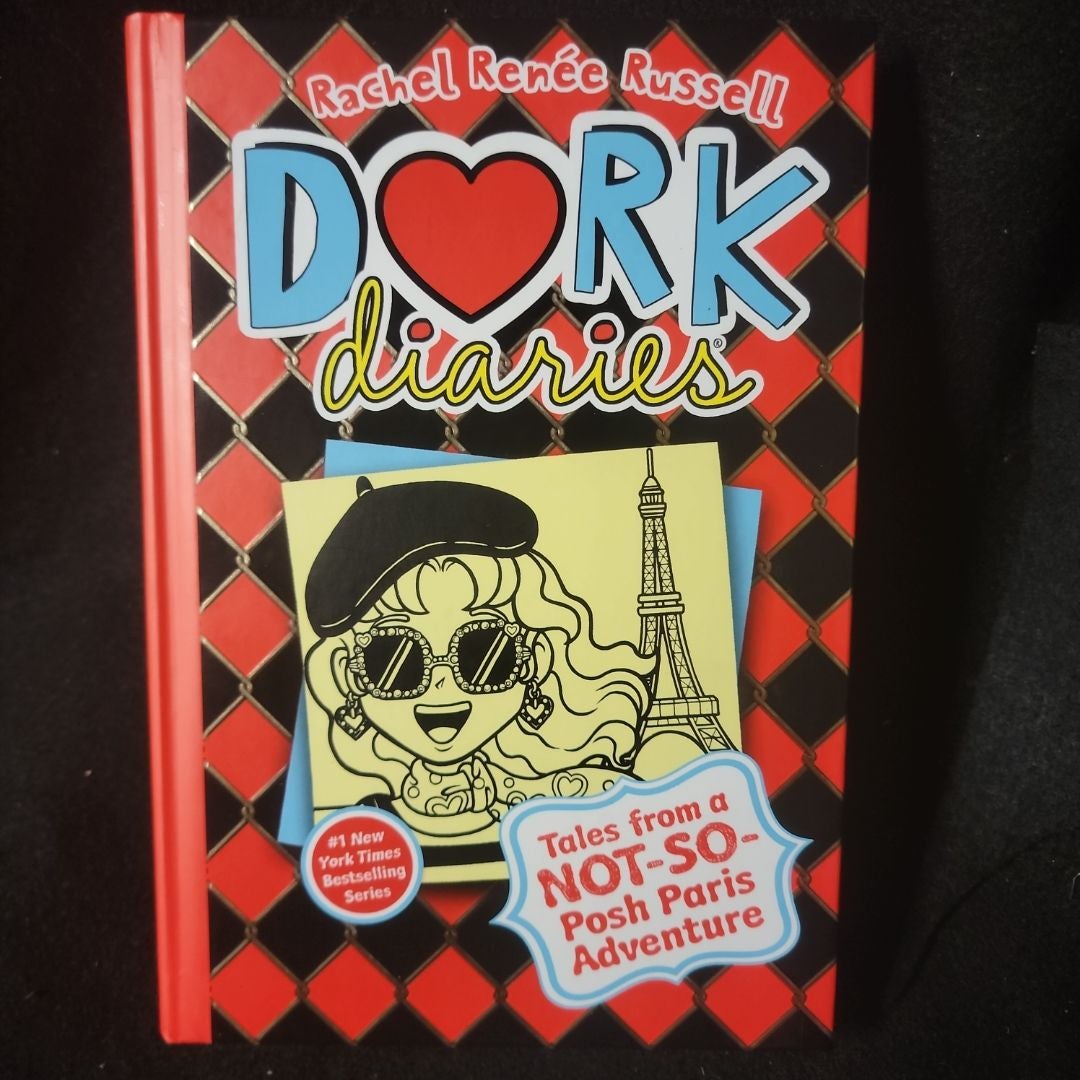 Rachel Renée Russell
DORK
diaries®
#1 New
York Times
Bestselling
Series
Tales from a
NOT-SO-
Posh Paris
Adventure